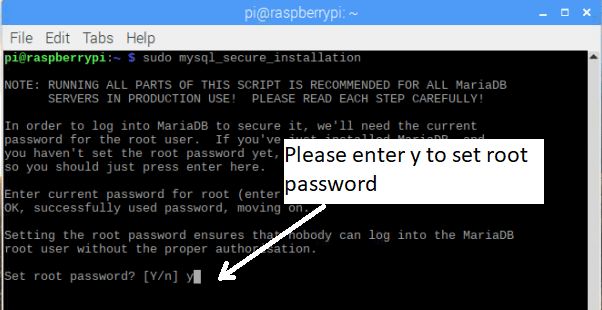 pi@raspberrypi: ~
File Edit Tabs Help
pi@raspberrypi:~ $ sudo mysql_secure_installation
NOTE: RUNNING ALL PARTS OF THIS SCRIPT IS RECOMMENDED FOR ALL MariaDB
SERVERS IN PRODUCTION USE! PLEASE READ EACH STEP CAREFULLY!
In order to log into MariaDB to secure it, we'll need the current
password for the root user. If you've just installed MariaDB, and
you haven't set the root password yet,
so you should just press enter here.
Please enter y to set root
password
Enter current password for root (enter
OK, successfully used password, moving on.
Setting the root password ensures that nobody can log into the MariaDB
root user without the proper authorisation.
Set root password? [Y/n] y